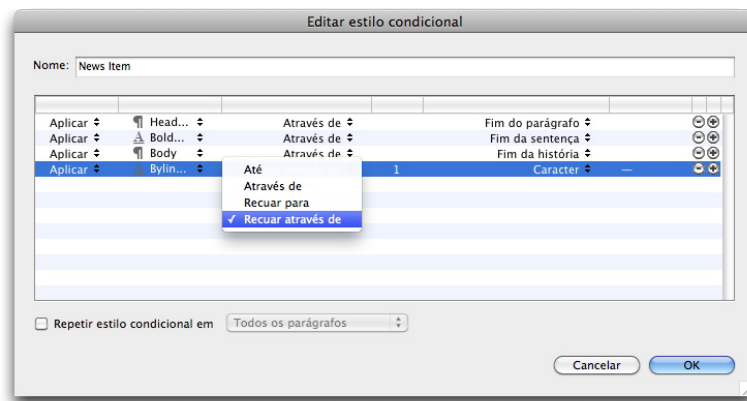 Editar estilo condicional
Nome: News Item
Aplicar ¶ Head... Através de Fim do parágrafo
Aplicar A Bold... Através de Fim da sentença
Aplicar ¶ Body Através de Fim da história
Aplicar A Bylin... 1 Caracter —
Até
Através de
Recuar para
✓ Recuar através de
Repetir estilo condicional em Todos os parágrafos
Cancelar OK